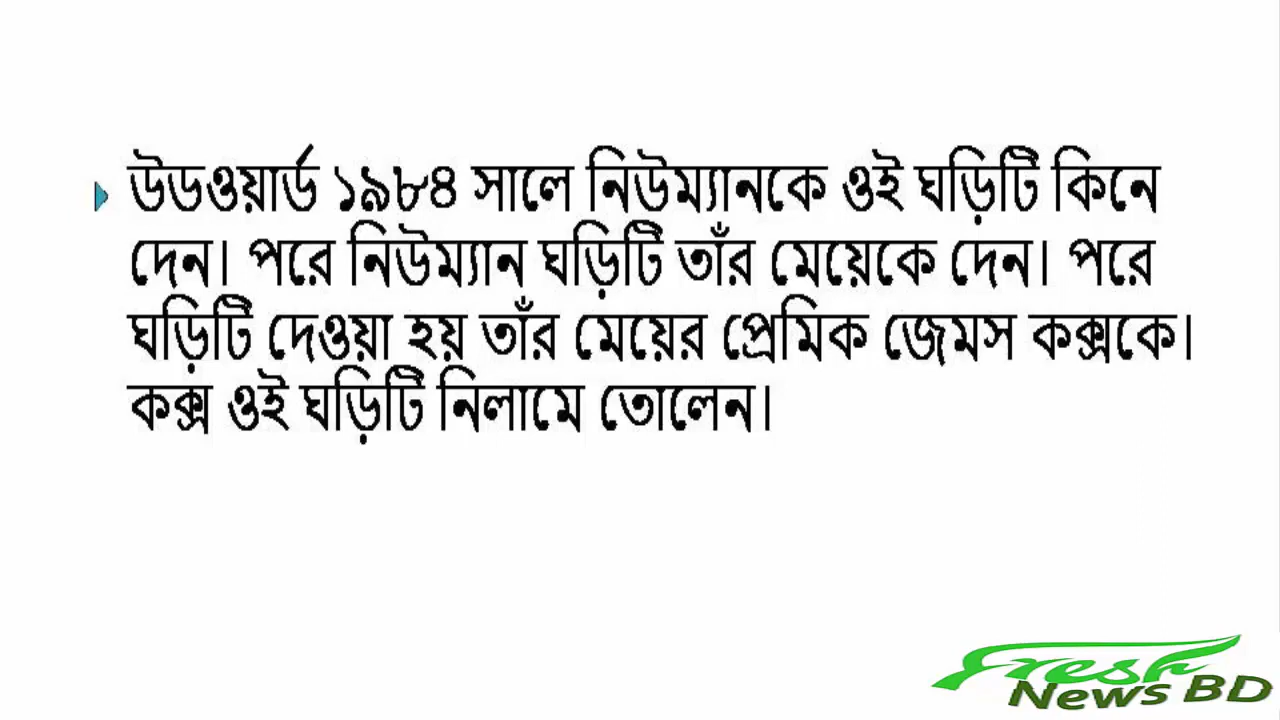 উডওয়ার্ড ১৯৮৪ সালে নিউম্যানকে ওই ঘড়িটি কিনে
দেন। পরে নিউম্যান ঘড়িটি তাঁর মেয়েকে দেন। পরে
ঘড়িটি দেওয়া হয় তাঁর মেয়ের প্রেমিক জেমস কক্সকে।
কক্স ওই ঘড়িটি নিলামে তোলেন।
Fresh
News BD